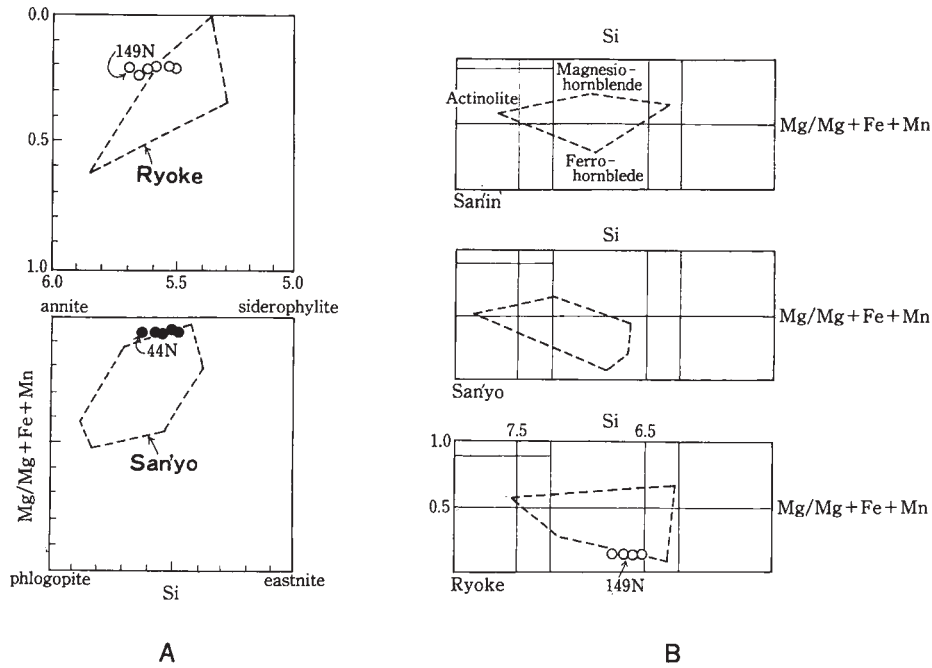 0.0
149N
0.5
Ryoke
1.0
6.0 5.5 5.0
annite siderophylite
44N
San'yo
Mg/Mg+Fe+Mn
phlogopite eastnite
Si
A
Si
Magnesio-
hornblende
Actinolite
Mg/Mg+Fe+Mn
Ferro-
hornblede
San'in
Si
Mg/Mg+Fe+Mn
San'yo
Si
7.5 6.5
1.0
0.5
Mg/Mg+Fe+Mn
Ryoke
149N
B